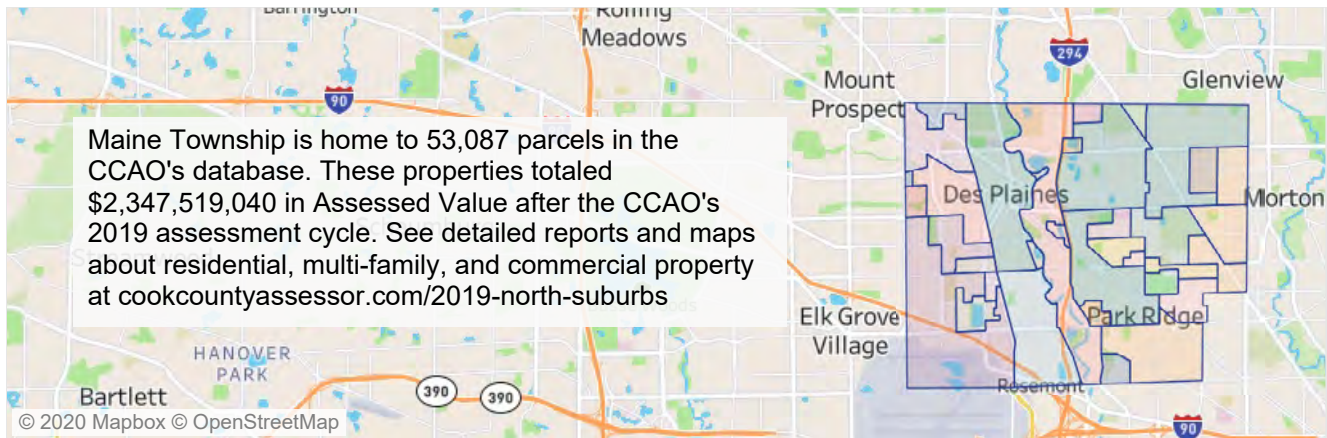 Barrington
Rolling
Meadows
294
Mount
Prospect
Glenview
90
Maine Township is home to 53,087 parcels in the
CCAO's database. These properties totaled
$2,347,519,040 in Assessed Value after the CCAO's
2019 assessment cycle. See detailed reports and maps
about residential, multi-family, and commercial property
at cookcountyassessor.com/2019-north-suburbs
Des Plaines
Morton
Elk Grove
Village
Park Ridge
HANOVER
PARK
Bartlett
390
390
Rosemont
90
© 2020 Mapbox © OpenStreetMap